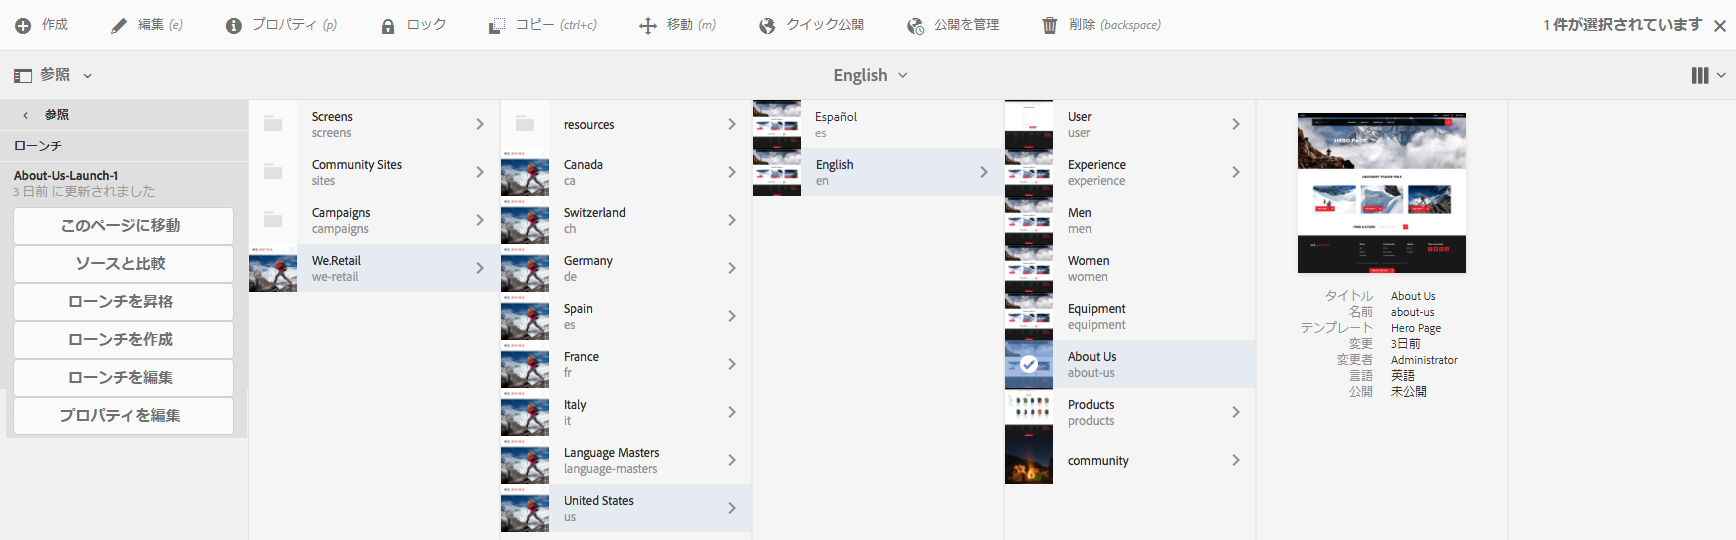 作成 編集 (e) プロパティ (p) ロック コピー (ctrl+c) 移動 (m) クイック公開 公開を管理 削除 (backspace) 1 件が選択されています
参照 English
参照
ローンチ
About-Us-Launch-1
3 日前 に更新されました
このページに移動
ソースと比較
ローンチを昇格
ローンチを作成
ローンチを編集
プロパティを編集
Screens
screens
Community Sites
sites
Campaigns
campaigns
We.Retail
we-retail
resources
Canada
ca
Switzerland
ch
Germany
de
Spain
es
France
fr
Italy
it
Language Masters
language-masters
United States
us
Español
es
English
en
User
user
Experience
experience
Men
men
Women
women
Equipment
equipment
About Us
about-us
Products
products
community
HERO PAGE
タイトル About Us
名前 about-us
テンプレート Hero Page
変更 3日前
変更者 Administrator
言語 英語
公開 未公開